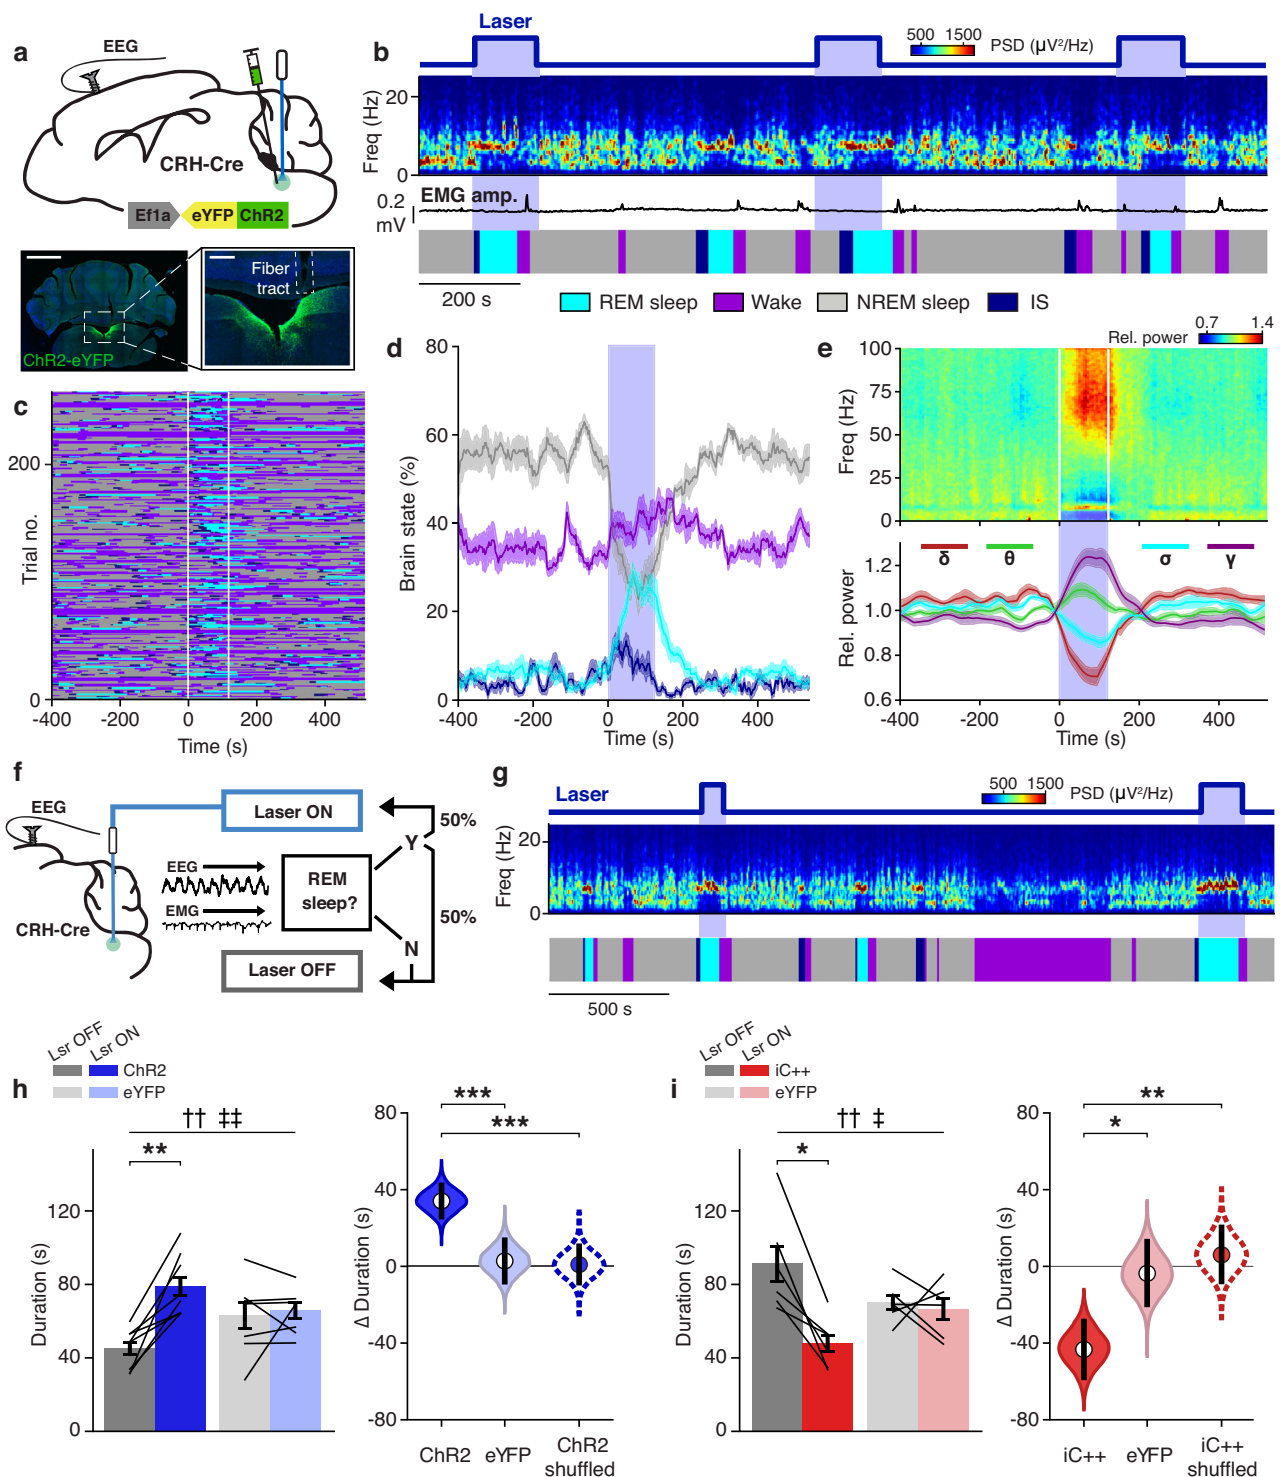 a
EEG
CRH-Cre
Ef1a eYFP ChR2
Fiber
tract
ChR2-eYFP
b
Laser
500 1500 PSD (µV²/Hz)
Freq (Hz)
20
0
EMG amp.
0.2
mV
200 s
REM sleep Wake NREM sleep IS
c
Trial no.
200
0
-400 -200 0 200 400
Time (s)
d
Brain state (%)
80
60
40
20
0
-400 -200 0 200 400
Time (s)
e
Rel. power 0.7 1.4
Freq (Hz)
100
75
50
25
0
-400 -200 0 200 400
δ θ σ γ
Rel. power
1.2
1.0
0.8
0.6
-400 -200 0 200 400
Time (s)
f
EEG
CRH-Cre
Laser ON
EEG
EMG
REM
sleep?
Y
N
50%
50%
Laser OFF
g
Laser
500 1500 PSD (µV²/Hz)
Freq (Hz)
20
0
500 s
h
Lsr OFF Lsr ON
ChR2
eYFP
†† ‡‡
**
Duration (s)
120
80
40
0
***
***
Δ Duration (s)
80
40
0
-40
-80
ChR2 eYFP ChR2
shuffled
i
Lsr OFF Lsr ON
iC++
eYFP
†† ‡
*
Duration (s)
120
80
40
0
**
*
Δ Duration (s)
80
40
0
-40
-80
iC++ eYFP iC++
shuffled